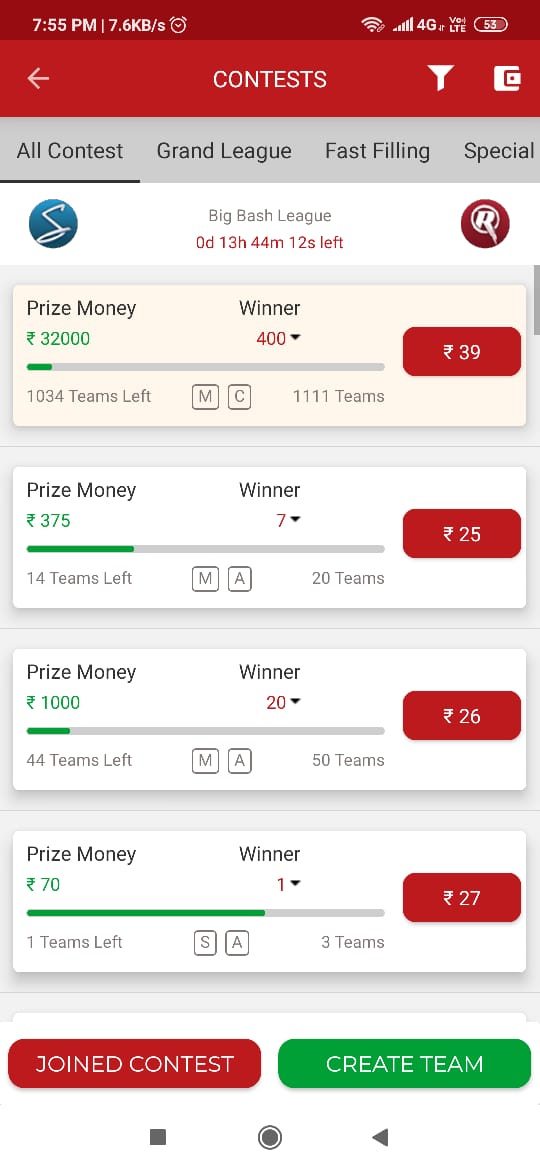 7:55 PM | 7.6KB/s 4G Vo) LTE 53
CONTESTS
All Contest Grand League Fast Filling Special
Big Bash League
0d 13h 44m 12s left
Prize Money Winner
₹ 32000 400 ₹ 39
1034 Teams Left M C 1111 Teams
Prize Money Winner
₹ 375 7 ₹ 25
14 Teams Left M A 20 Teams
Prize Money Winner
₹ 1000 20 ₹ 26
44 Teams Left M A 50 Teams
Prize Money Winner
₹ 70 1 ₹ 27
1 Teams Left S A 3 Teams
JOINED CONTEST CREATE TEAM